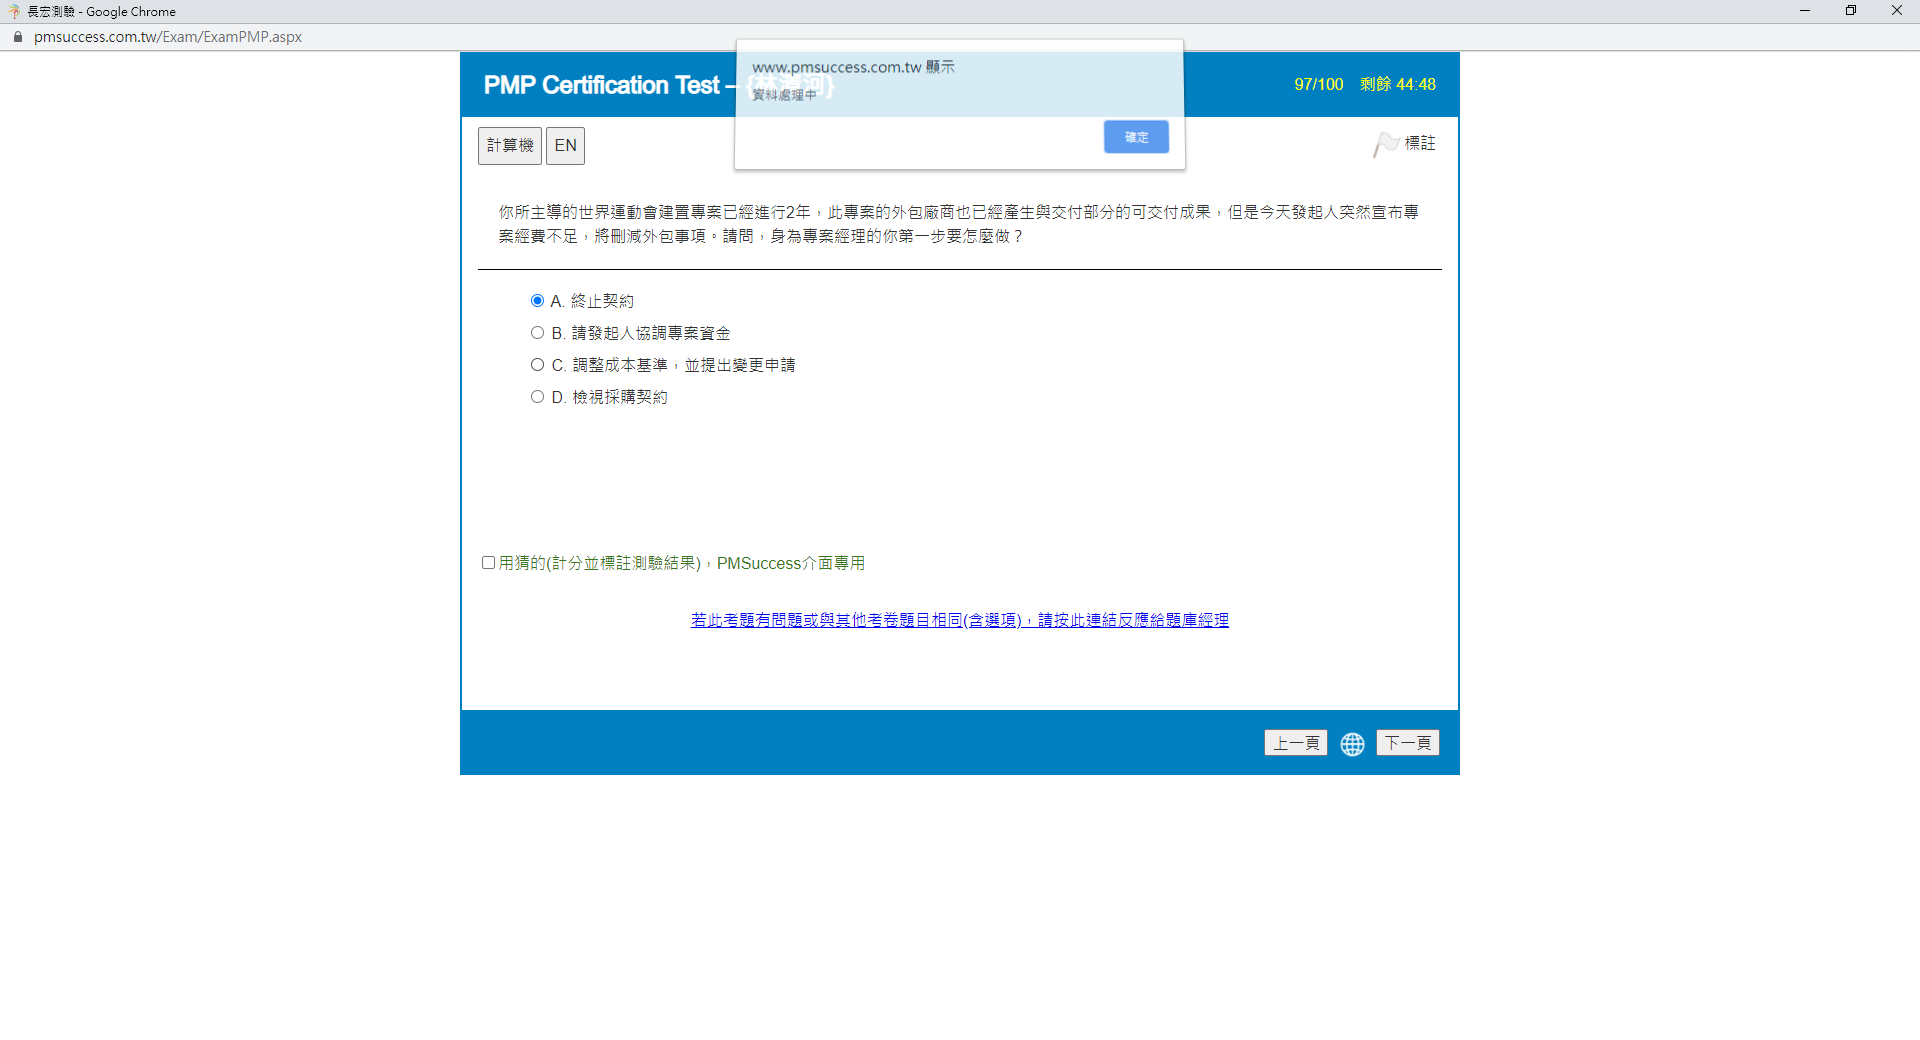 長宏測驗 - Google Chrome
pmsuccess.com.tw/Exam/ExamPMP.aspx
www.pmsuccess.com.tw 顯示
資料處理中
確定
PMP Certification Test –
97/100 剩餘 44:48
計算機 EN
標註
你所主導的世界運動會建置專案已經進行2年，此專案的外包廠商也已經產生與交付部分的可交付成果，但是今天發起人突然宣布專
案經費不足，將刪減外包事項。請問，身為專案經理的你第一步要怎麼做？
A. 終止契約
B. 請發起人協調專案資金
C. 調整成本基準，並提出變更申請
D. 檢視採購契約
用猜的(計分並標註測驗結果)，PMSuccess介面專用
若此考題有問題或與其他考卷題目相同(含選項)，請按此連結反應給題庫經理
上一頁 下一頁